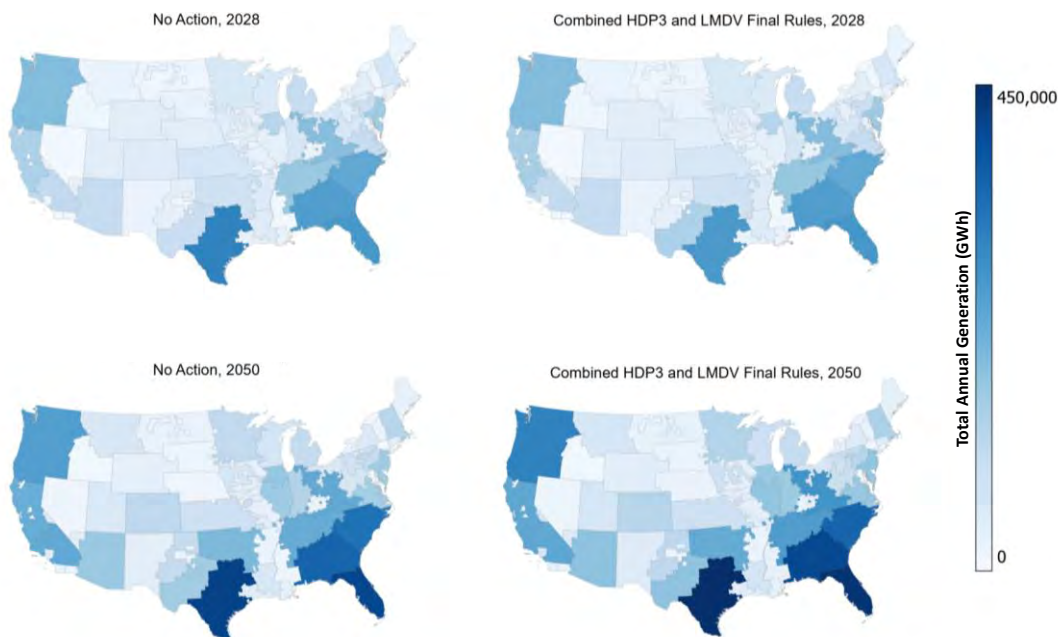 No Action, 2028
Combined HDP3 and LMDV Final Rules, 2028
450,000
Total Annual Generation (GWh)
No Action, 2050
Combined HDP3 and LMDV Final Rules, 2050
0